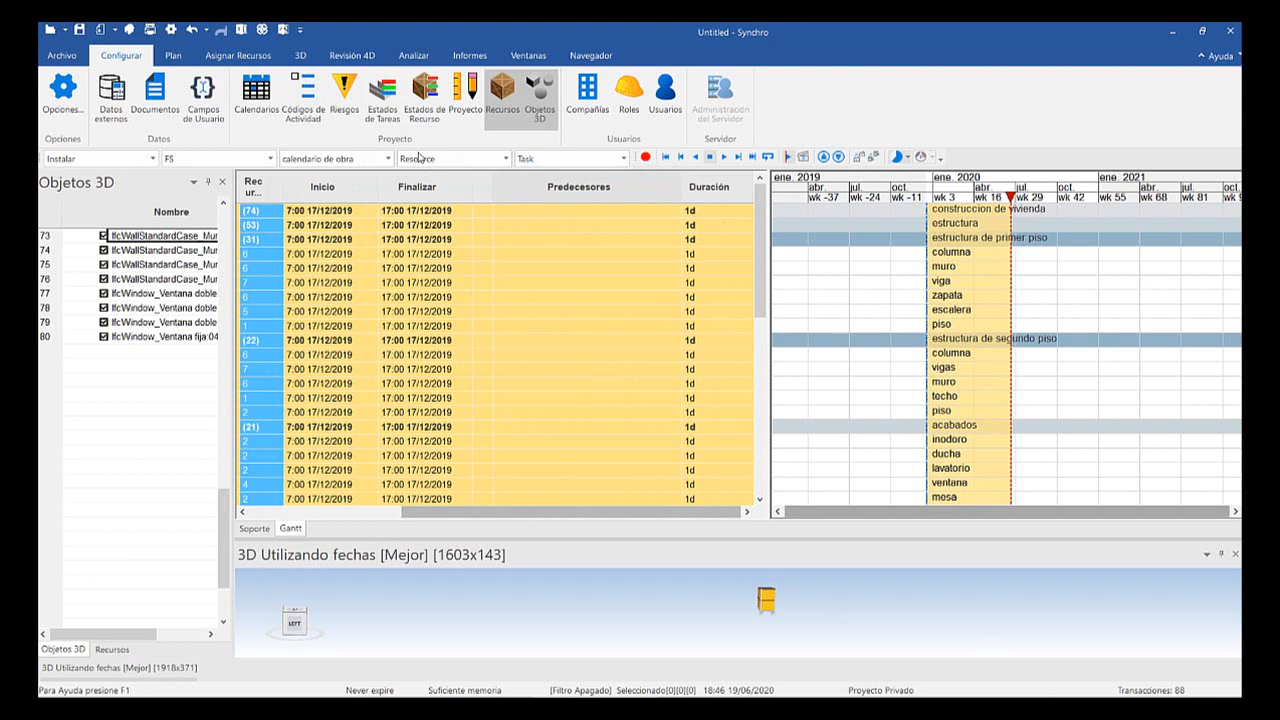 Untitled - Synchro
Archivo Configurar Plan Asignar Recursos 3D Revisión 4D Analizar Informes Ventanas Navegador Ayuda
Opciones... Datos externos Documentos Campos de Usuario Calendarios Códigos de Actividad Riesgos Estados de Tareas Estados de Recurso Proyecto Recursos Objetos 3D Compañías Roles Usuarios Administración del Servidor
Opciones Datos Proyecto Usuarios Servidor
Instalar FS calendario de obra Resource Task
Objetos 3D
Nombre
73 IfcWallStandardCase_Mur
74 IfcWallStandardCase_Mur
75 IfcWallStandardCase_Mur
76 IfcWallStandardCase_Mur
77 IfcWindow_Ventana doble
78 IfcWindow_Ventana doble
79 IfcWindow_Ventana doble
80 IfcWindow_Ventana fija:04
Objetos 3D Recursos
3D Utilizando fechas [Mejor] [1918x371]
Rec ur... Inicio Finalizar Predecesores Duración
(74) 7:00 17/12/2019 17:00 17/12/2019 1d
(53) 7:00 17/12/2019 17:00 17/12/2019 1d
(31) 7:00 17/12/2019 17:00 17/12/2019 1d
6 7:00 17/12/2019 17:00 17/12/2019 1d
6 7:00 17/12/2019 17:00 17/12/2019 1d
7 7:00 17/12/2019 17:00 17/12/2019 1d
6 7:00 17/12/2019 17:00 17/12/2019 1d
5 7:00 17/12/2019 17:00 17/12/2019 1d
1 7:00 17/12/2019 17:00 17/12/2019 1d
(22) 7:00 17/12/2019 17:00 17/12/2019 1d
6 7:00 17/12/2019 17:00 17/12/2019 1d
7 7:00 17/12/2019 17:00 17/12/2019 1d
6 7:00 17/12/2019 17:00 17/12/2019 1d
1 7:00 17/12/2019 17:00 17/12/2019 1d
2 7:00 17/12/2019 17:00 17/12/2019 1d
(21) 7:00 17/12/2019 17:00 17/12/2019 1d
2 7:00 17/12/2019 17:00 17/12/2019 1d
2 7:00 17/12/2019 17:00 17/12/2019 1d
2 7:00 17/12/2019 17:00 17/12/2019 1d
4 7:00 17/12/2019 17:00 17/12/2019 1d
2 7:00 17/12/2019 17:00 17/12/2019 1d
Soporte Gantt
ene. 2019 ene. 2020 ene. 2021
abr. jul. oct. abr. jul. oct. abr. jul. oct.
wk -37 wk -24 wk -11 wk 3 wk 16 wk 29 wk 42 wk 55 wk 68 wk 81 wk 9
construccion de vivienda
estructura
estructura de primer piso
columna
muro
viga
zapata
escalera
piso
estructura de segundo piso
columna
vigas
muro
techo
piso
acabados
inodoro
ducha
lavatorio
ventana
mesa
3D Utilizando fechas [Mejor] [1603x143]
LEFT
Para Ayuda presione F1 Never expire Suficiente memoria [Filtro Apagado] Seleccionado[0][0][0] 18:46 19/06/2020 Proyecto Privado Transacciones: 88